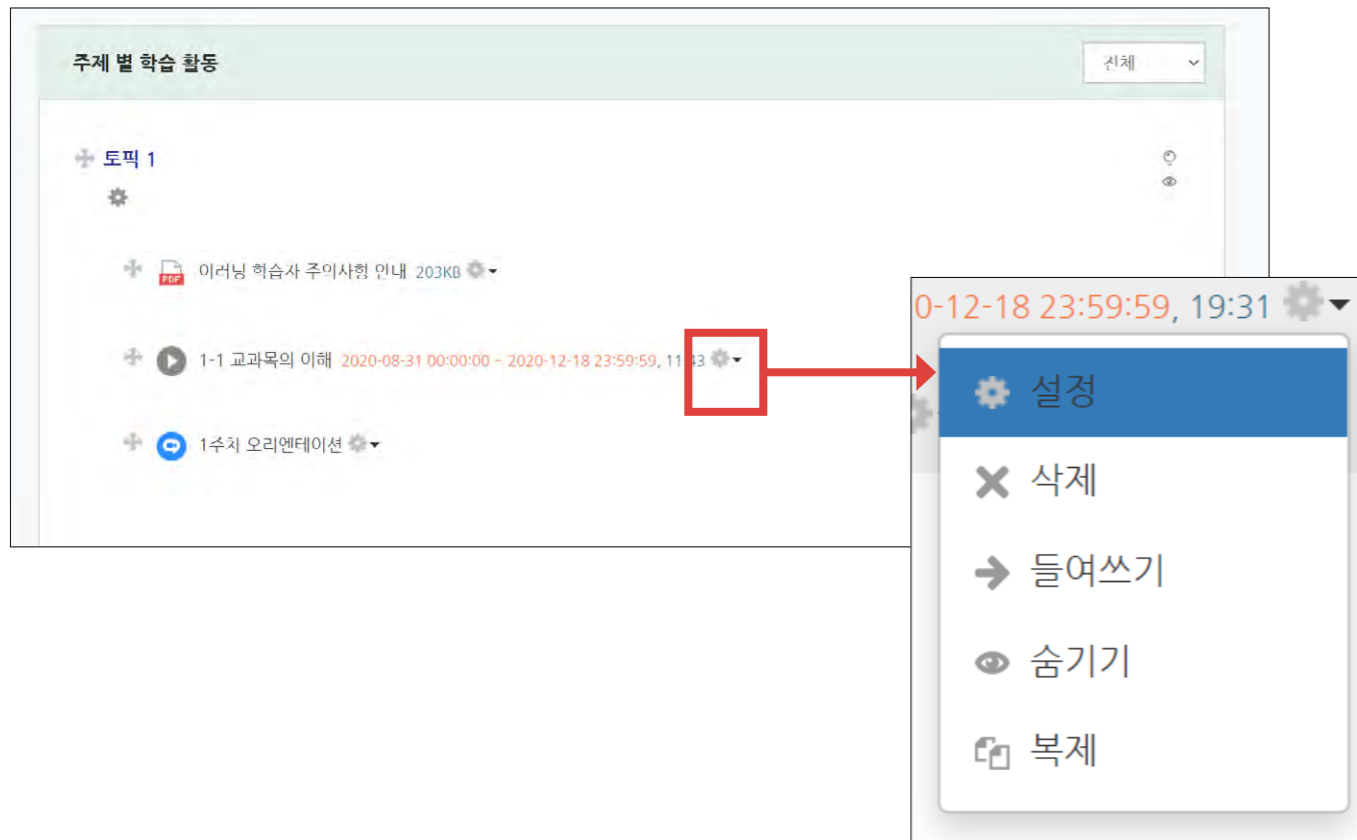 주제 별 학습 활동
전체
토픽 1
PDF
이러닝 학습자 주의사항 안내 203KB
1-1 교과목의 이해 2020-08-31 00:00:00 ~ 2020-12-18 23:59:59, 11:43
1주차 오리엔테이션
0-12-18 23:59:59, 19:31
설정
삭제
들여쓰기
숨기기
복제